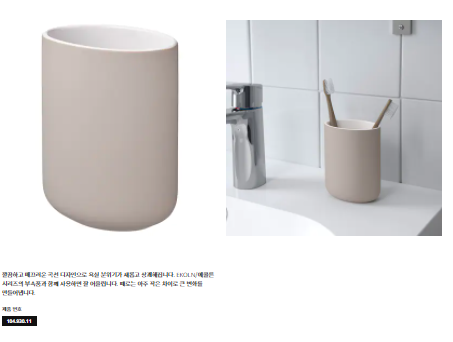 깔끔하고 매끄러운 곡선 디자인으로 욕실 분위기가 새롭고 상쾌해집니다. EKOLN/에콜른
시리즈의 부속품과 함께 사용하면 잘 어울립니다. 때로는 아주 작은 차이로 큰 변화를
만들어냅니다.
제품 번호
104.930.11